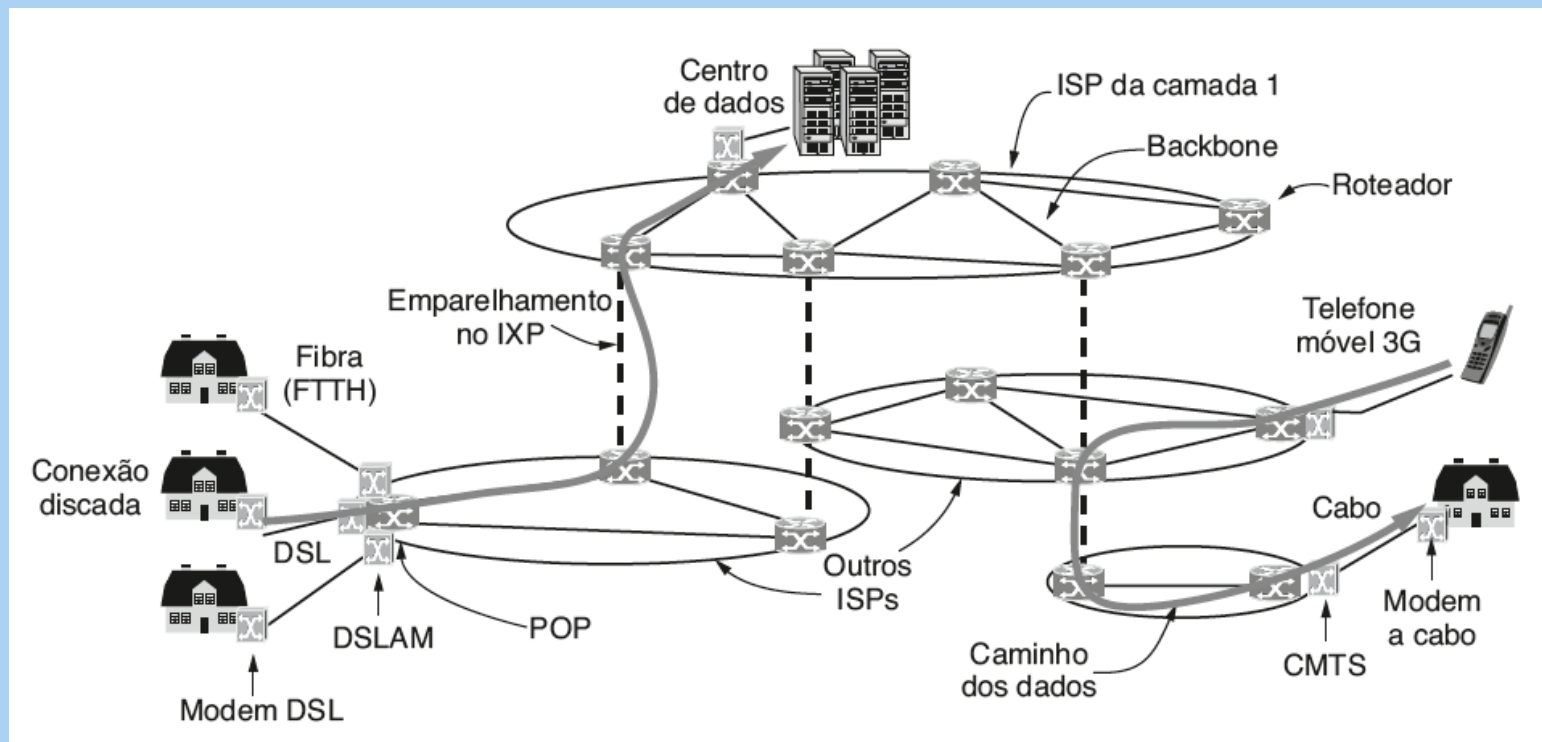 Centro
de dados
ISP da camada 1
Backbone
Roteador
Emparelhamento
no IXP
Telefone
móvel 3G
Fibra
(FTTH)
Conexão
discada
DSL
DSLAM
POP
Modem DSL
Outros
ISPs
Cabo
Caminho
dos dados
CMTS
Modem
a cabo